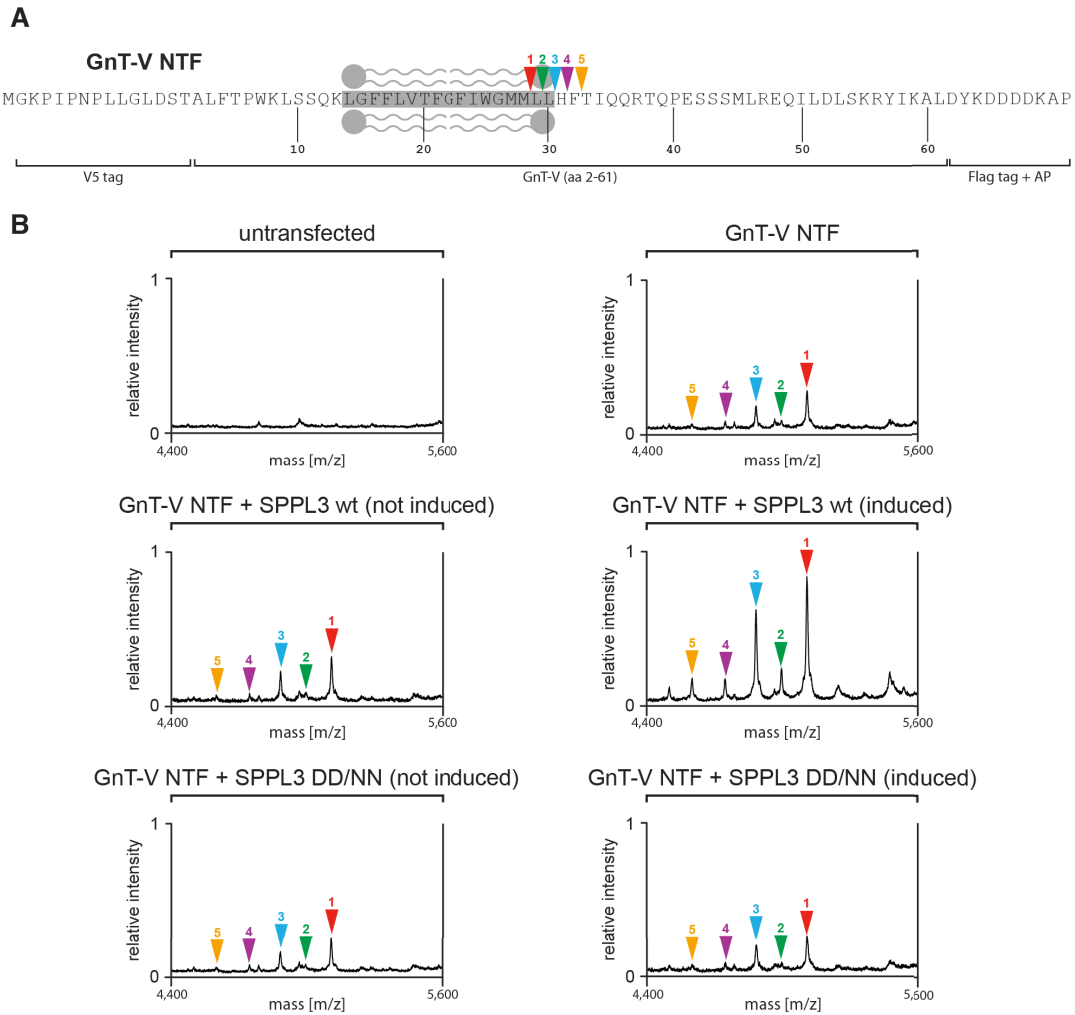 A
GnT-V NTF
1 2 3 4 5
MGKPIPNPLLGLDSTALFTPWKLSSQKLGFFLVTFGFIWGMMLLHFTIQQRTQPESSSMLREQILDLSKRYIKALDYKDDDDKAP
10 20 30 40 50 60
V5 tag GnT-V (aa 2-61) Flag tag + AP
B
untransfected
1
relative intensity
0
4,400 5,600
mass [m/z]
GnT-V NTF
1
relative intensity
5 4 3 2 1
0
4,400 5,600
mass [m/z]
GnT-V NTF + SPPL3 wt (not induced)
1
relative intensity
5 4 3 2 1
0
4,400 5,600
mass [m/z]
GnT-V NTF + SPPL3 wt (induced)
1
relative intensity
5 4 3 2 1
0
4,400 5,600
mass [m/z]
GnT-V NTF + SPPL3 DD/NN (not induced)
1
relative intensity
5 4 3 2 1
0
4,400 5,600
mass [m/z]
GnT-V NTF + SPPL3 DD/NN (induced)
1
relative intensity
5 4 3 2 1
0
4,400 5,600
mass [m/z]